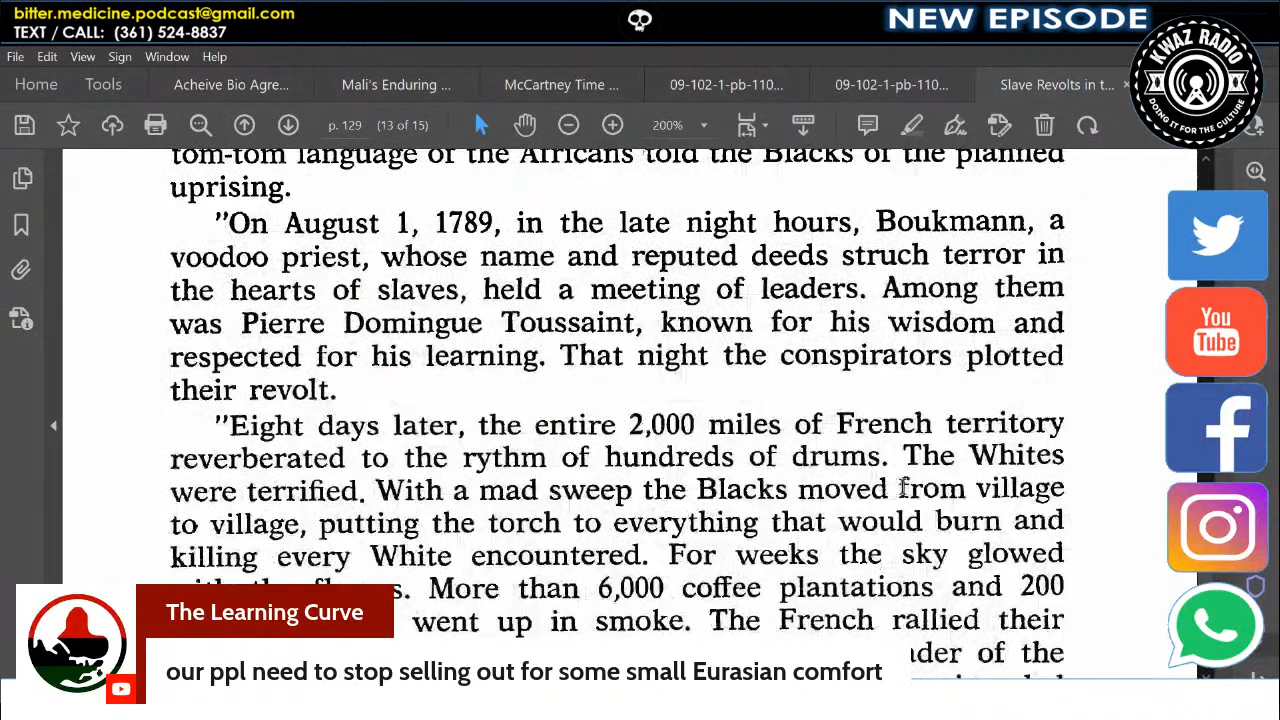 bitter.medicine.podcast@gmail.com
TEXT / CALL: (361) 524-8837
NEW EPISODE
KWAZ RADIO
DOING IT FOR THE CULTURE
File Edit View Sign Window Help
Home Tools Acheive Bio Agre... Mali's Enduring ... McCartney Time ... 09-102-1-pb-110... 09-102-1-pb-110... Slave Revolts in t... ×
p. 129 (13 of 15) 200%
tom-tom language of the Africans told the Blacks of the planned
uprising.
"On August 1, 1789, in the late night hours, Boukmann, a
voodoo priest, whose name and reputed deeds struch terror in
the hearts of slaves, held a meeting of leaders. Among them
was Pierre Domingue Toussaint, known for his wisdom and
respected for his learning. That night the conspirators plotted
their revolt.
"Eight days later, the entire 2,000 miles of French territory
reverberated to the rythm of hundreds of drums. The Whites
were terrified. With a mad sweep the Blacks moved from village
to village, putting the torch to everything that would burn and
killing every White encountered. For weeks the sky glowed
More than 6,000 coffee plantations and 200
went up in smoke. The French rallied their
of the
The Learning Curve
our ppl need to stop selling out for some small Eurasian comfort
You
Tube